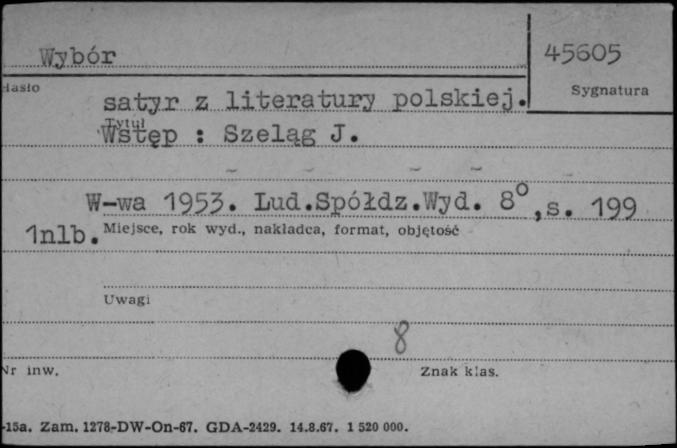 Wybór
45605
Hasło
Sygnatura
satyr z literatury polskiej.
Tytuł
Wstęp : Szeląg J.
W-wa 1953. Lud.Spółdz.Wyd. 8°,s. 199
1nlb.
Miejsce, rok wyd., nakładca, format, objętość
Uwagi
8
Nr inw.
Znak klas.
-15a. Zam. 1278-DW-On-67. GDA-2429. 14.8.67. 1 520 000.